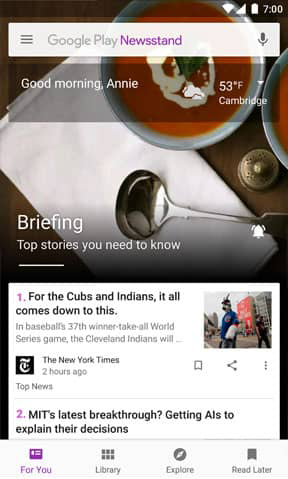 7:00
Google Play Newsstand
Good morning, Annie
53°F
Cambridge
Briefing
Top stories you need to know
1. For the Cubs and Indians, it all
comes down to this.
In baseball's 37th winner-take-all World
Series game, the Cleveland Indians will ...
The New York Times
2 hours ago
Top News
2. MIT's latest breakthrough? Getting AIs to
explain their decisions
For You
Library
Explore
Read Later